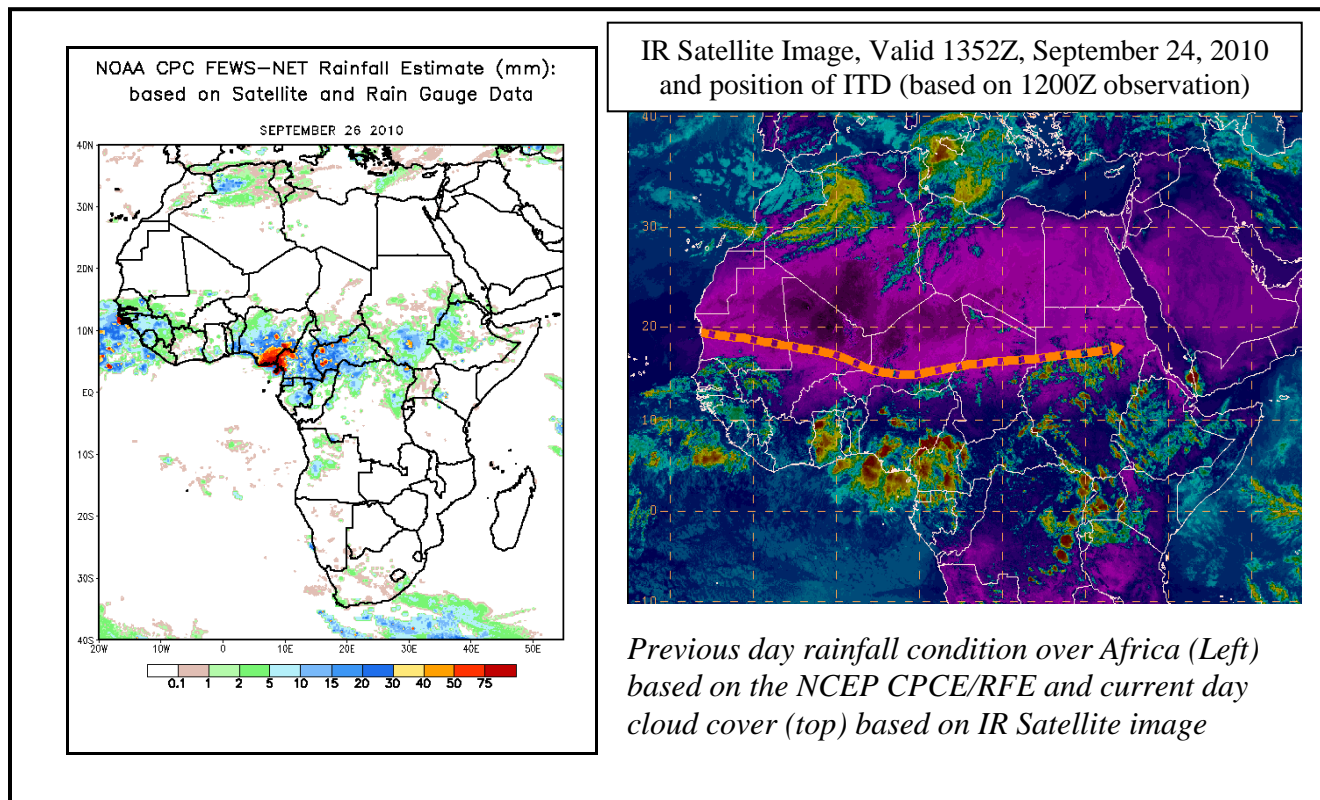 NOAA CPC FEWS-NET Rainfall Estimate (mm):
based on Satellite and Rain Gauge Data
SEPTEMBER 26 2010
40N
30N
20N
10N
EQ
10S
20S
30S
40S
20W 10W 0 10E 20E 30E 40E 50E
0.1 1 2 5 10 15 20 30 40 50 75
IR Satellite Image, Valid 1352Z, September 24, 2010
and position of ITD (based on 1200Z observation)
40
30
20
10
0
Previous day rainfall condition over Africa (Left)
based on the NCEP CPCE/RFE and current day
cloud cover (top) based on IR Satellite image